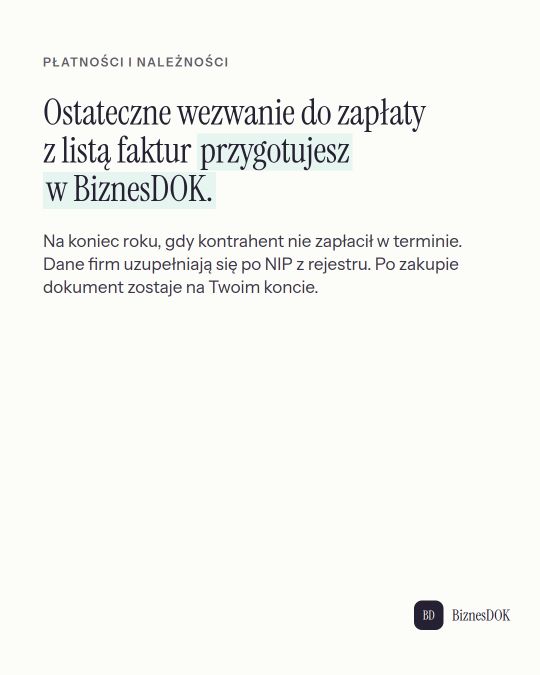 PŁATNOŚCI I NALEŻNOŚCI
Ostateczne wezwanie do zapłaty
z listą faktur przygotujesz
w BiznesDOK.
Na koniec roku, gdy kontrahent nie zapłacił w terminie.
Dane firm uzupełniają się po NIP z rejestru. Po zakupie
dokument zostaje na Twoim koncie.
BD BiznesDOK